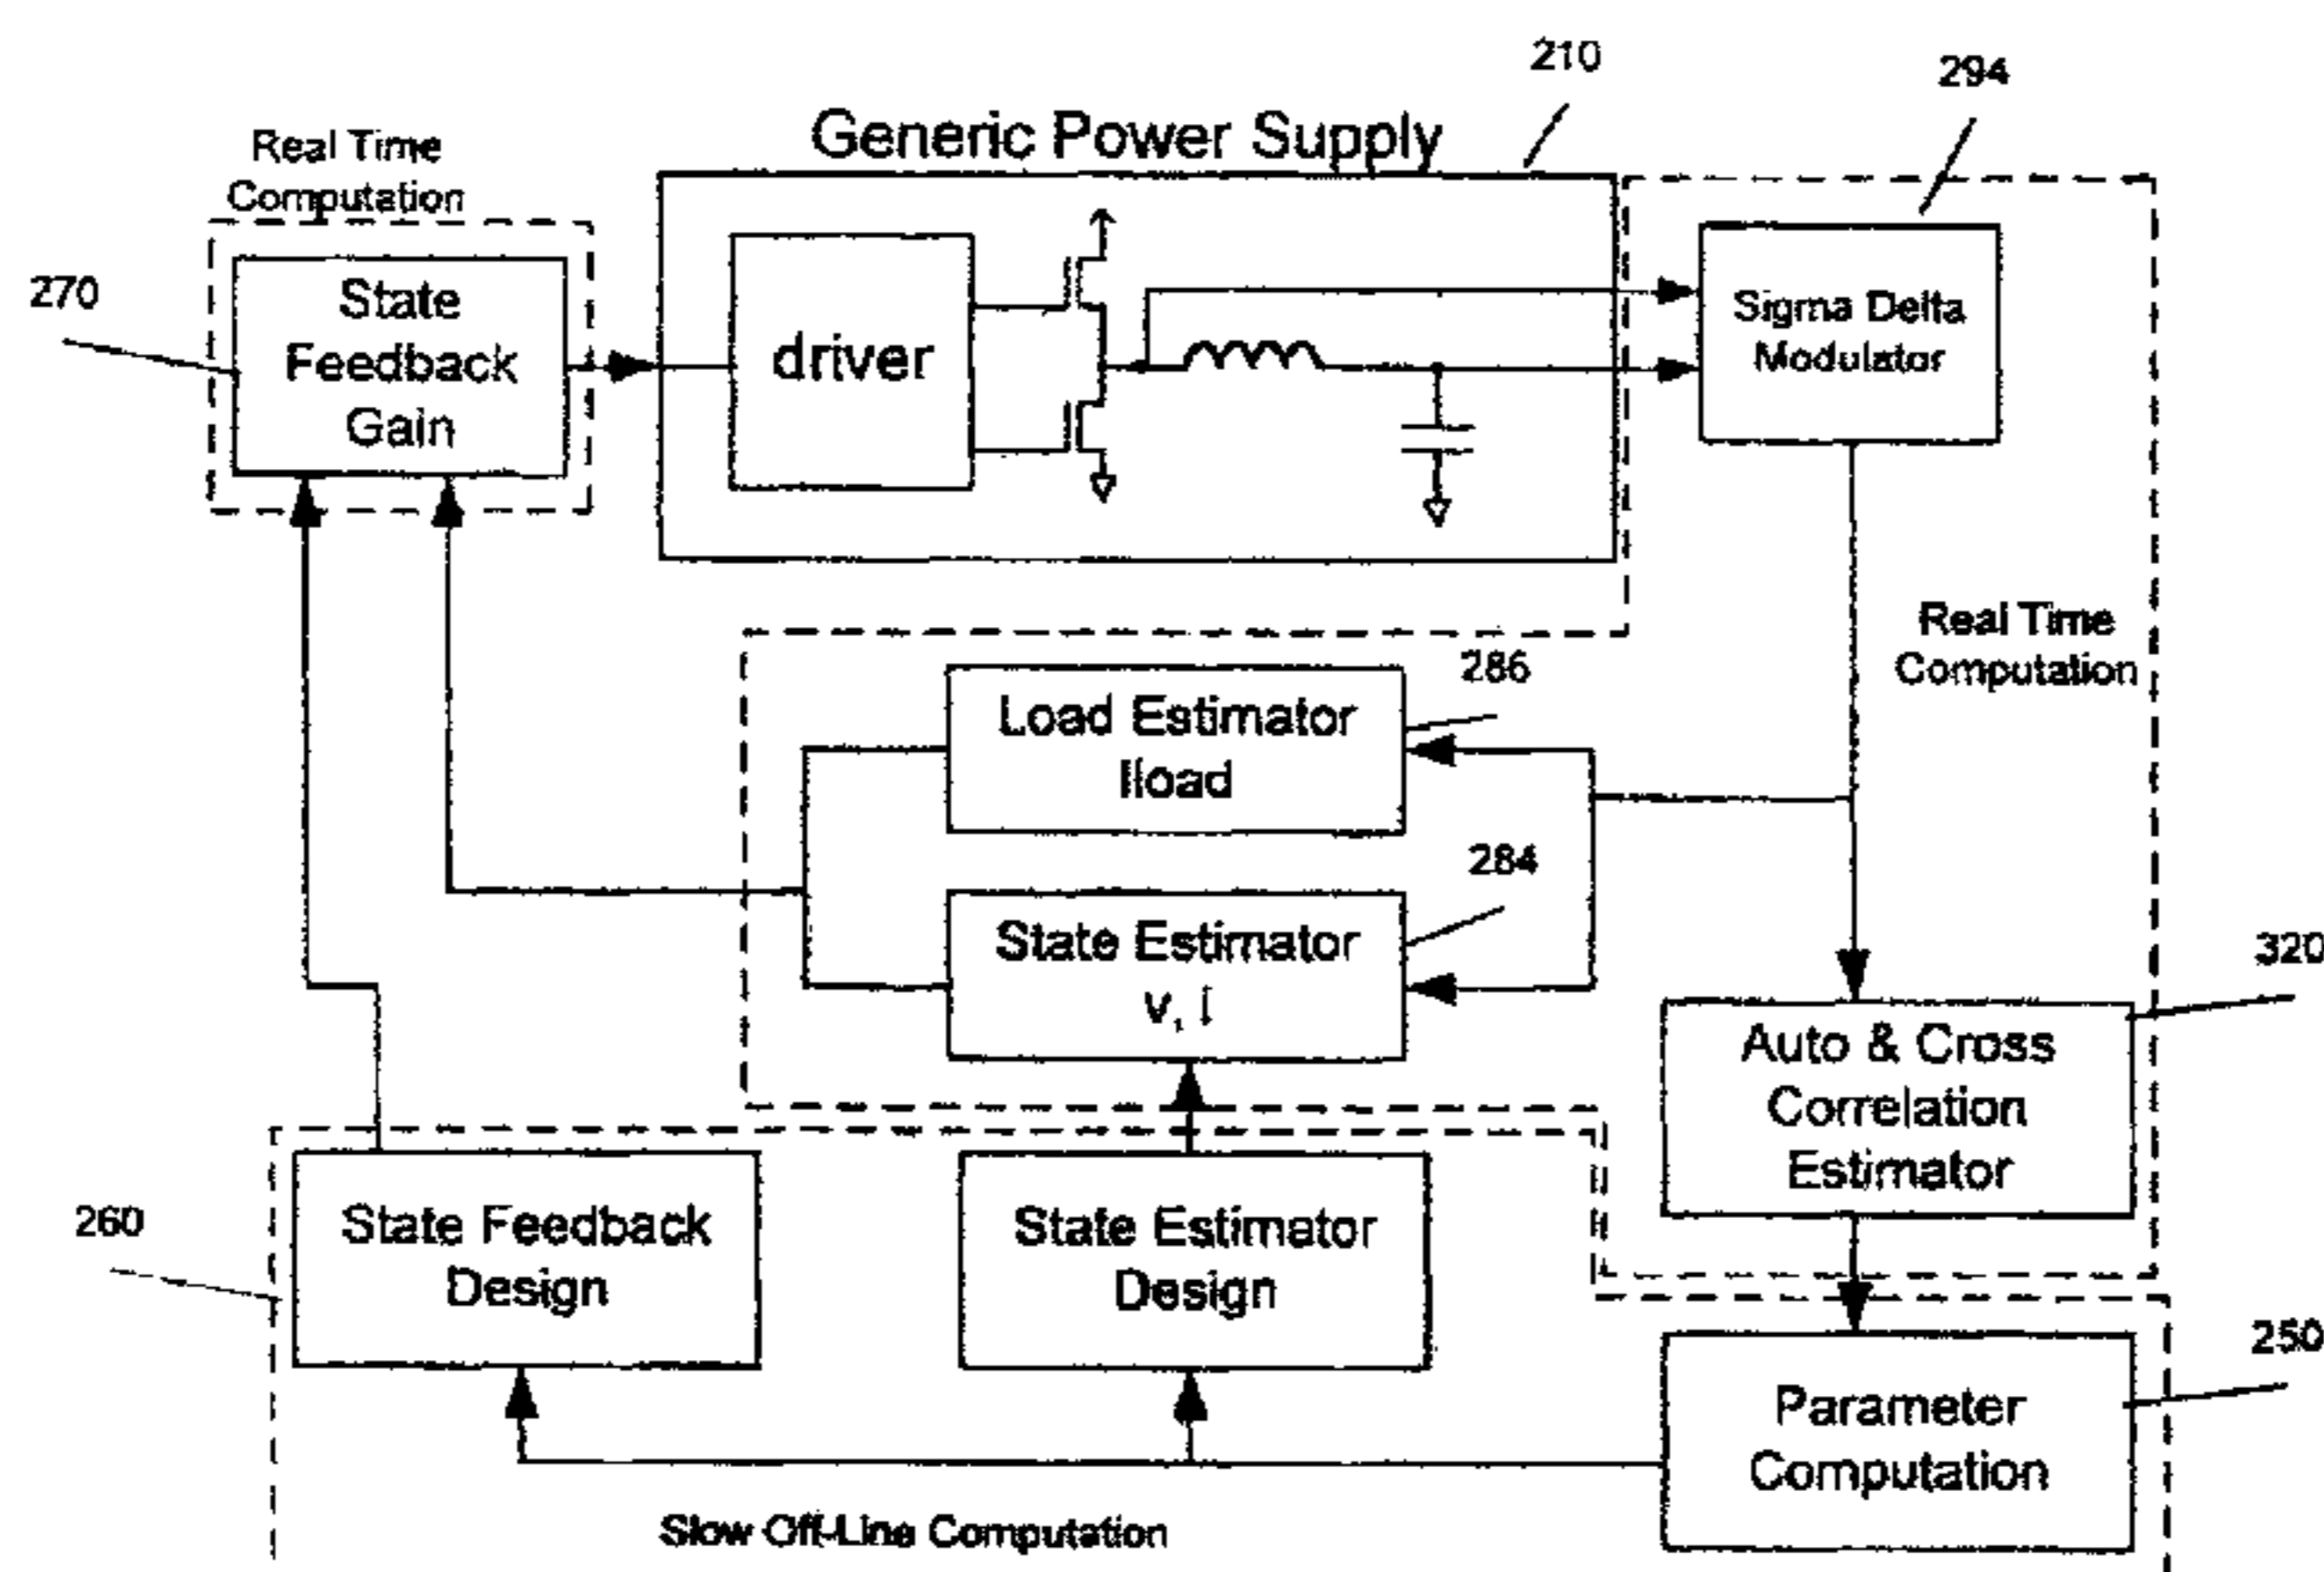 210
294
Generic Power Supply
Real Time
Computation
270
State
Feedback
Gain
driver
Sigma Delta
Modulator
Real Time
Computation
286
Load Estimator
Iload
284
State Estimator
v, i
320
Auto & Cross
Correlation
Estimator
260
State Feedback
Design
State Estimator
Design
250
Parameter
Computation
Slow Off-Line Computation